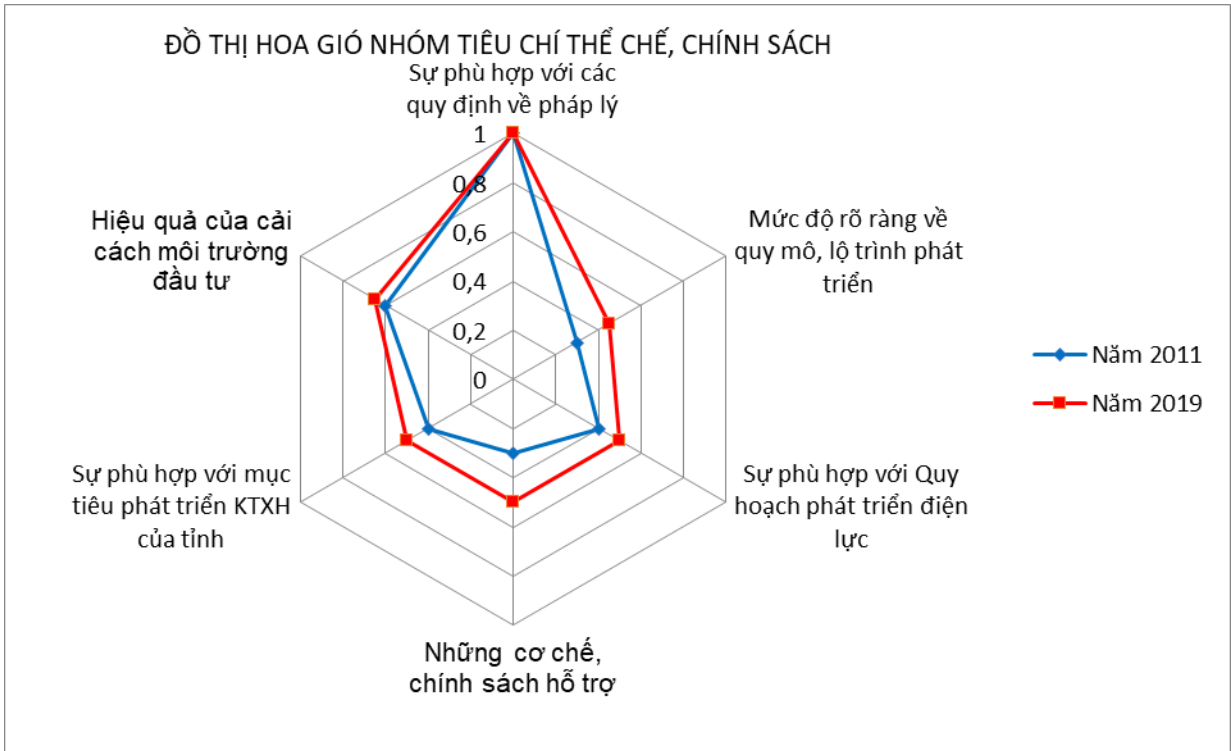 ĐỒ THỊ HOA GIÓ NHÓM TIÊU CHÍ THỂ CHẾ, CHÍNH SÁCH
Sự phù hợp với các
quy định về pháp lý
1
0,8
0,6
0,4
0,2
0
Mức độ rõ ràng về
quy mô, lộ trình phát
triển
Sự phù hợp với Quy
hoạch phát triển điện
lực
Những cơ chế,
chính sách hỗ trợ
Sự phù hợp với mục
tiêu phát triển KTXH
của tỉnh
Hiệu quả của cải
cách môi trường
đầu tư
Năm 2011
Năm 2019